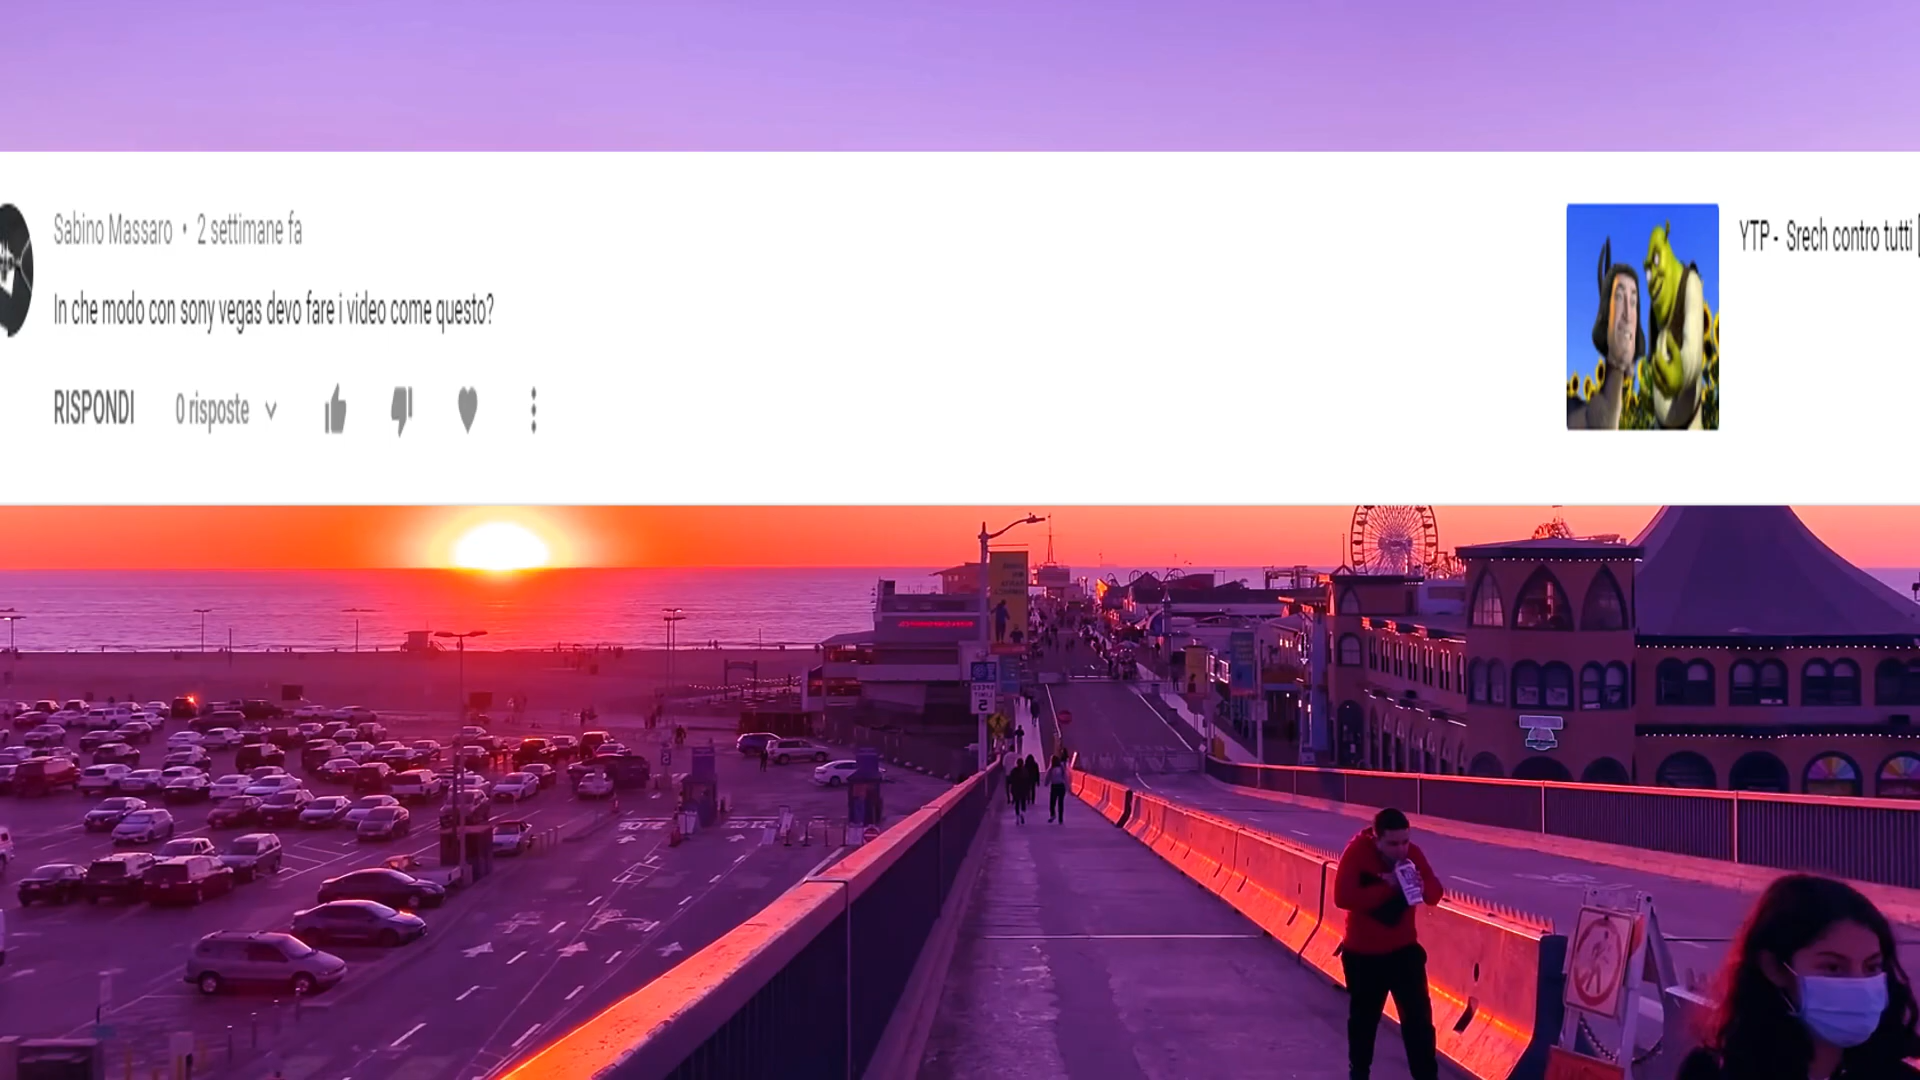 Sabino Massaro • 2 settimane fa
YTP - Srech contro tutti
In che modo con sony vegas devo fare i video come questo?
RISPONDI 0 risposte